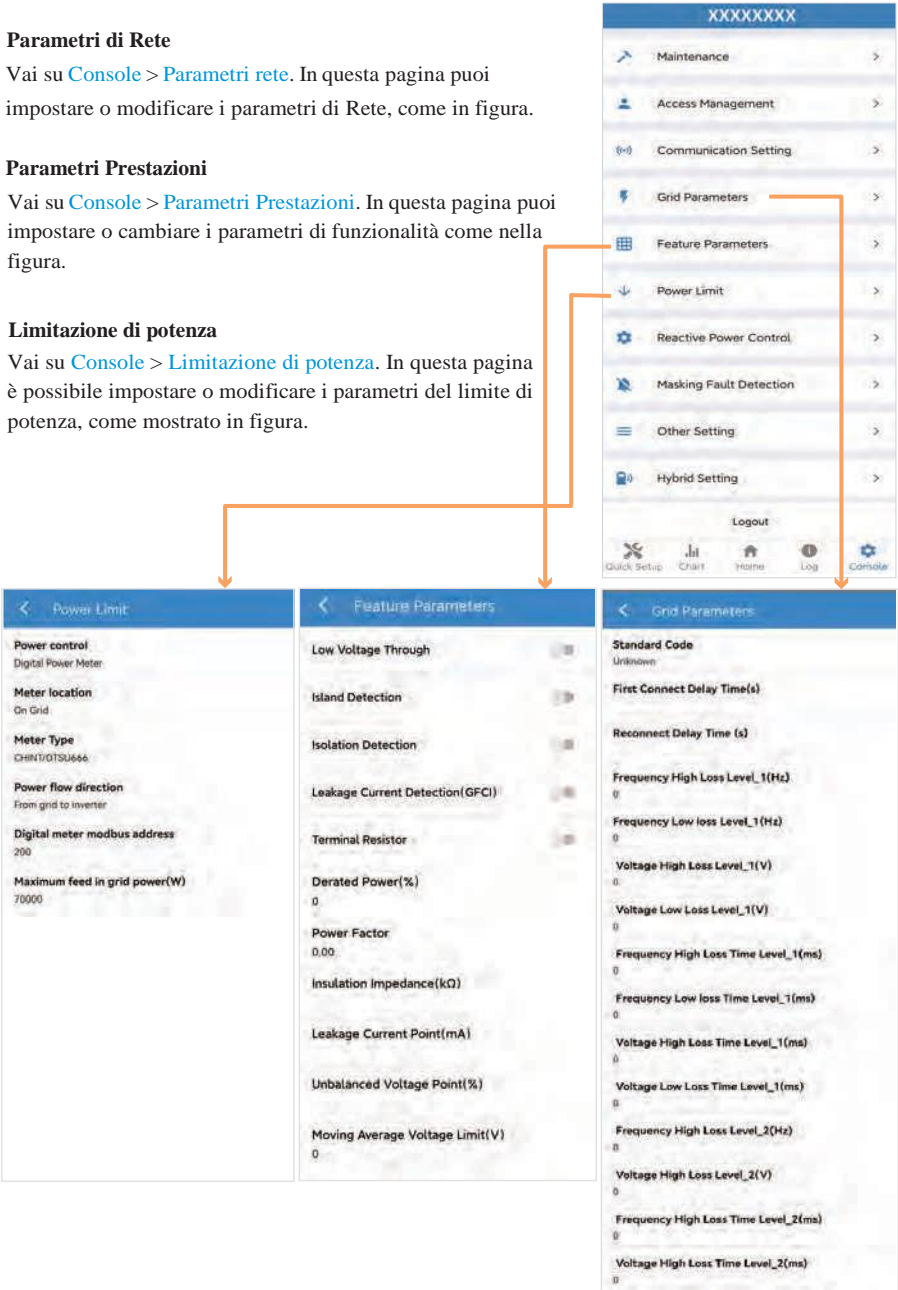 Parametri di Rete
Vai su Console > Parametri rete. In questa pagina puoi
impostare o modificare i parametri di Rete, come in figura.
Parametri Prestazioni
Vai su Console > Parametri Prestazioni. In questa pagina puoi
impostare o cambiare i parametri di funzionalità come nella
figura.
Limitazione di potenza
Vai su Console > Limitazione di potenza. In questa pagina
è possibile impostare o modificare i parametri del limite di
potenza, come mostrato in figura.
XXXXXXXX
Maintenance
Access Management
Communication Setting
Grid Parameters
Feature Parameters
Power Limit
Reactive Power Control
Masking Fault Detection
Other Setting
Hybrid Setting
Logout
Quick Setup Chart Home Log Console
Power Limit
Power control
Digital Power Meter
Meter location
On Grid
Meter Type
CHINT/DTSU666
Power flow direction
From grid to inverter
Digital meter modbus address
200
Maximum feed in grid power(W)
70000
Feature Parameters
Low Voltage Through
Island Detection
Isolation Detection
Leakage Current Detection(GFCI)
Terminal Resistor
Derated Power(%)
0
Power Factor
0.00
Insulation Impedance(kΩ)
Leakage Current Point(mA)
Unbalanced Voltage Point(%)
Moving Average Voltage Limit(V)
0
Grid Parameters
Standard Code
Unknown
First Connect Delay Time(s)
Reconnect Delay Time (s)
Frequency High Loss Level_1(Hz)
0
Frequency Low loss Level_1(Hz)
0
Voltage High Loss Level_1(V)
0
Voltage Low Loss Level_1(V)
0
Frequency High Loss Time Level_1(ms)
0
Frequency Low loss Time Level_1(ms)
0
Voltage High Loss Time Level_1(ms)
0
Voltage Low Loss Time Level_1(ms)
0
Frequency High Loss Level_2(Hz)
0
Voltage High Loss Level_2(V)
0
Frequency High Loss Time Level_2(ms)
0
Voltage High Loss Time Level_2(ms)
0